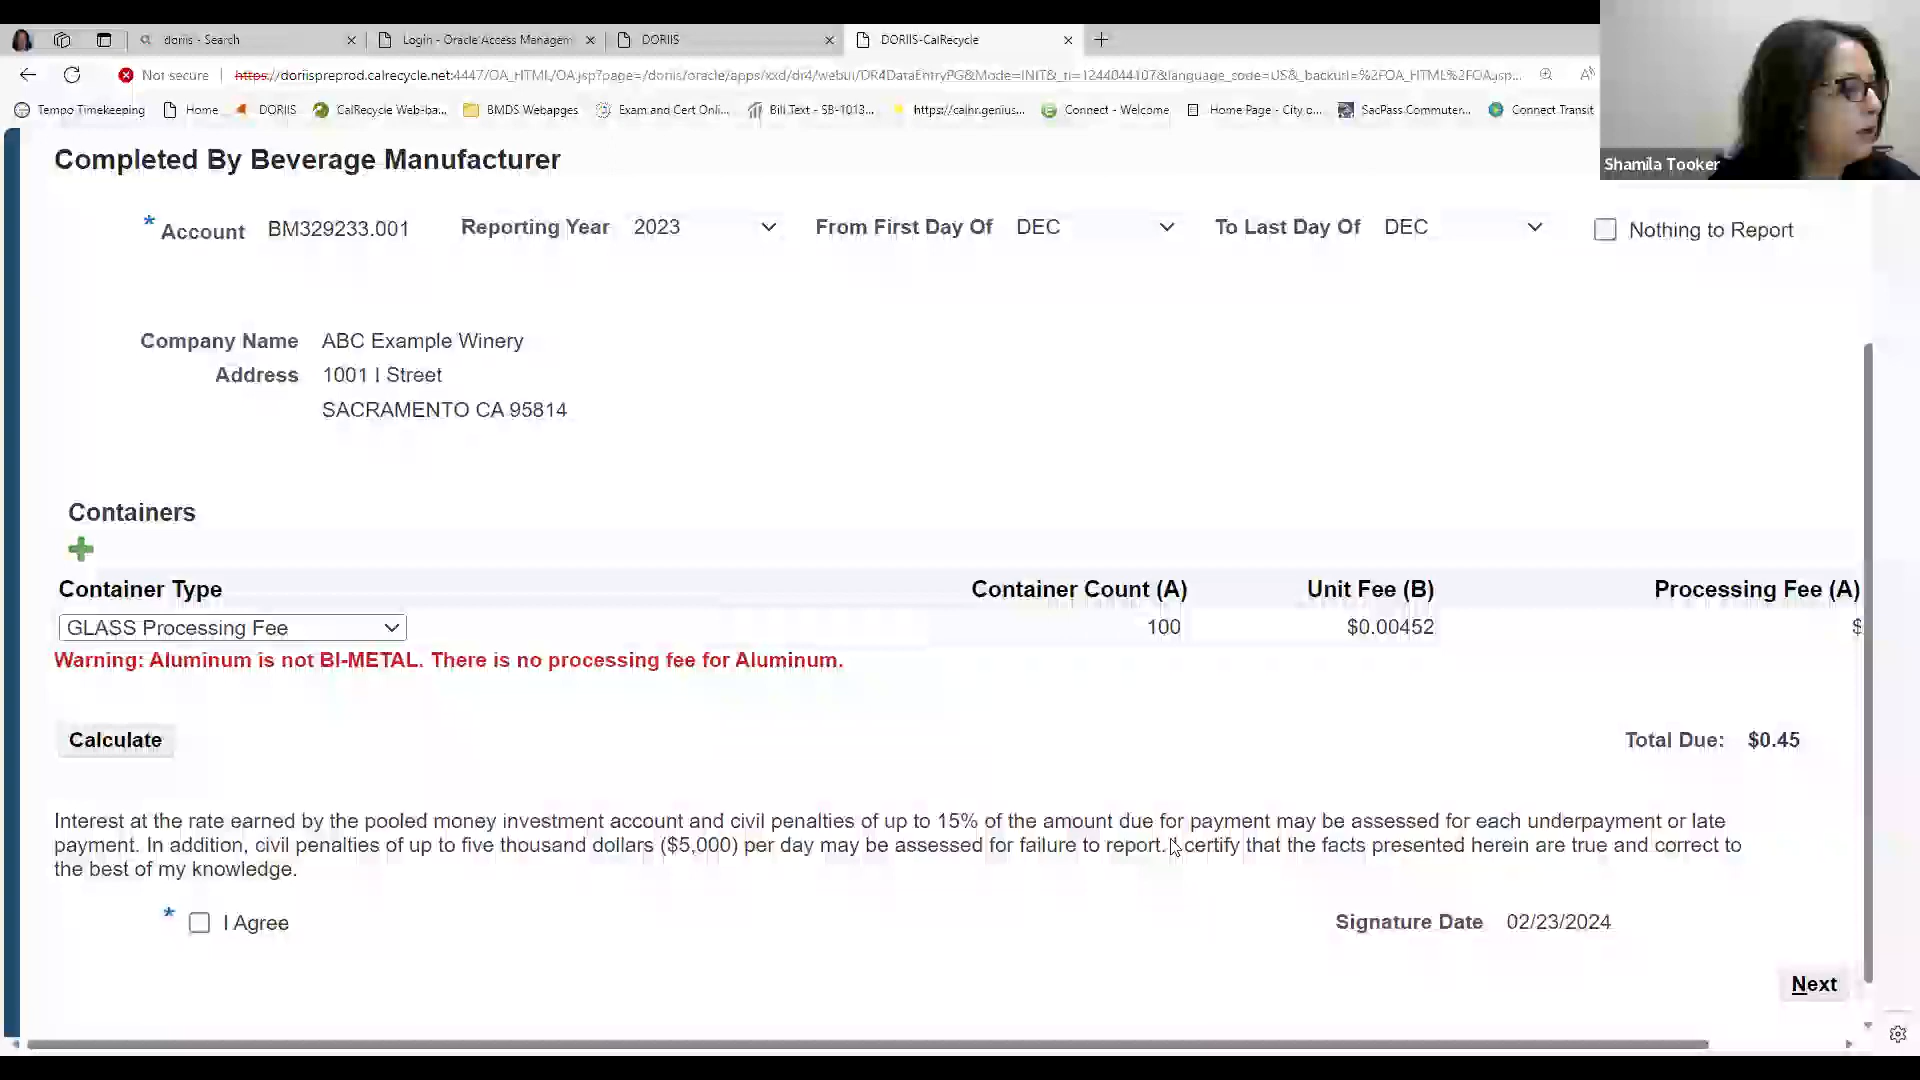 doriis - Search
Login - Oracle Access Managem
DORIIS
DORIIS-CalRecycle
Not secure
https://doriispreprod.calrecycle.net:4447/OA_HTML/OA.jsp?page=/doriis/oracle/apps/xxd/dr4/webui/DR4DataEntryPG&Mode=INIT&_ti=1244044107&language_code=US&_backurl=%2FOA_HTML%2FOA.jsp...
Tempo Timekeeping
Home
DORIIS
CalRecycle Web-ba...
BMDS Webpages
Exam and Cert Onli...
Bill Text - SB-1013...
https://calhr.genius...
Connect - Welcome
Home Page - City o...
SacPass Commuter...
Connect Transit
Shamila Tooker
Completed By Beverage Manufacturer
* Account BM329233.001 Reporting Year 2023 From First Day Of DEC To Last Day Of DEC Nothing to Report
Company Name ABC Example Winery
Address 1001 I Street
SACRAMENTO CA 95814
Containers
Container Type Container Count (A) Unit Fee (B) Processing Fee (A)
GLASS Processing Fee 100 $0.00452 $
Warning: Aluminum is not BI-METAL. There is no processing fee for Aluminum.
Calculate Total Due: $0.45
Interest at the rate earned by the pooled money investment account and civil penalties of up to 15% of the amount due for payment may be assessed for each underpayment or late
payment. In addition, civil penalties of up to five thousand dollars ($5,000) per day may be assessed for failure to report. I certify that the facts presented herein are true and correct to
the best of my knowledge.
* I Agree Signature Date 02/23/2024
Next